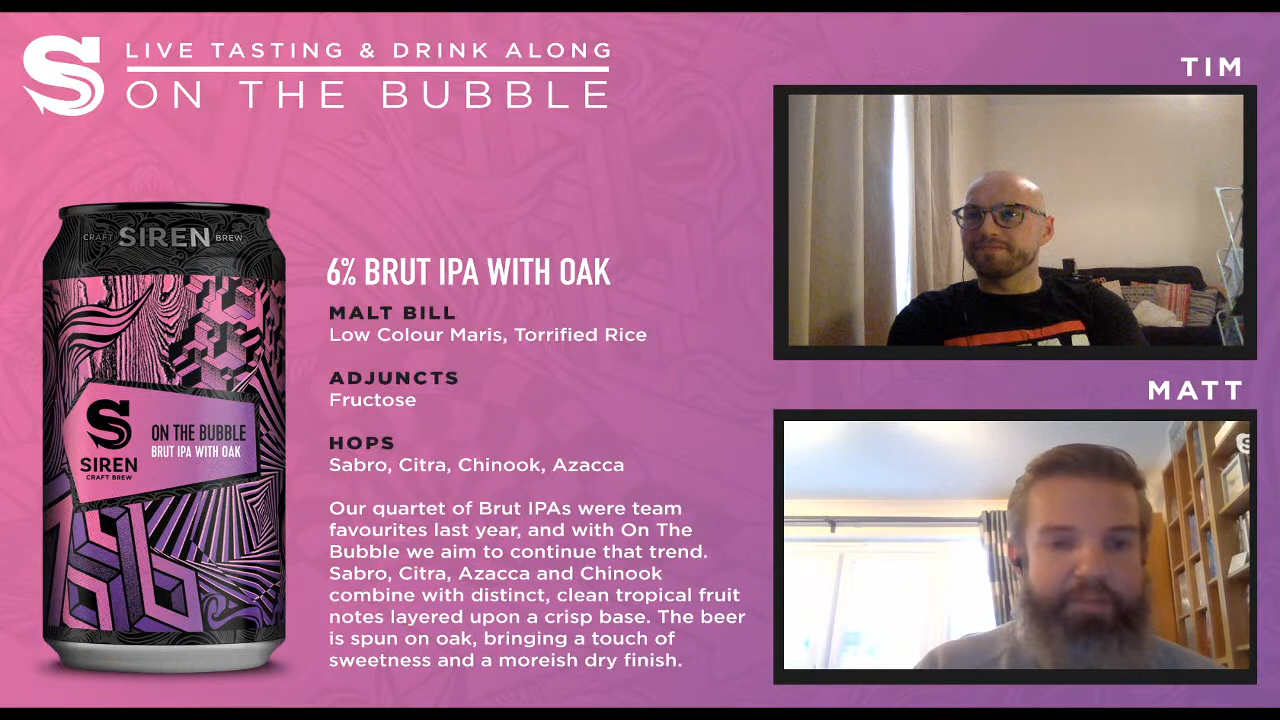 LIVE TASTING & DRINK ALONG
ON THE BUBBLE
TIM
CRAFT SIREN BREW
ON THE BUBBLE
BRUT IPA WITH OAK
SIREN
CRAFT BREW
6% BRUT IPA WITH OAK
MALT BILL
Low Colour Maris, Torrified Rice
ADJUNCTS
Fructose
HOPS
Sabro, Citra, Chinook, Azacca
Our quartet of Brut IPAs were team
favourites last year, and with On The
Bubble we aim to continue that trend.
Sabro, Citra, Azacca and Chinook
combine with distinct, clean tropical fruit
notes layered upon a crisp base. The beer
is spun on oak, bringing a touch of
sweetness and a moreish dry finish.
MATT